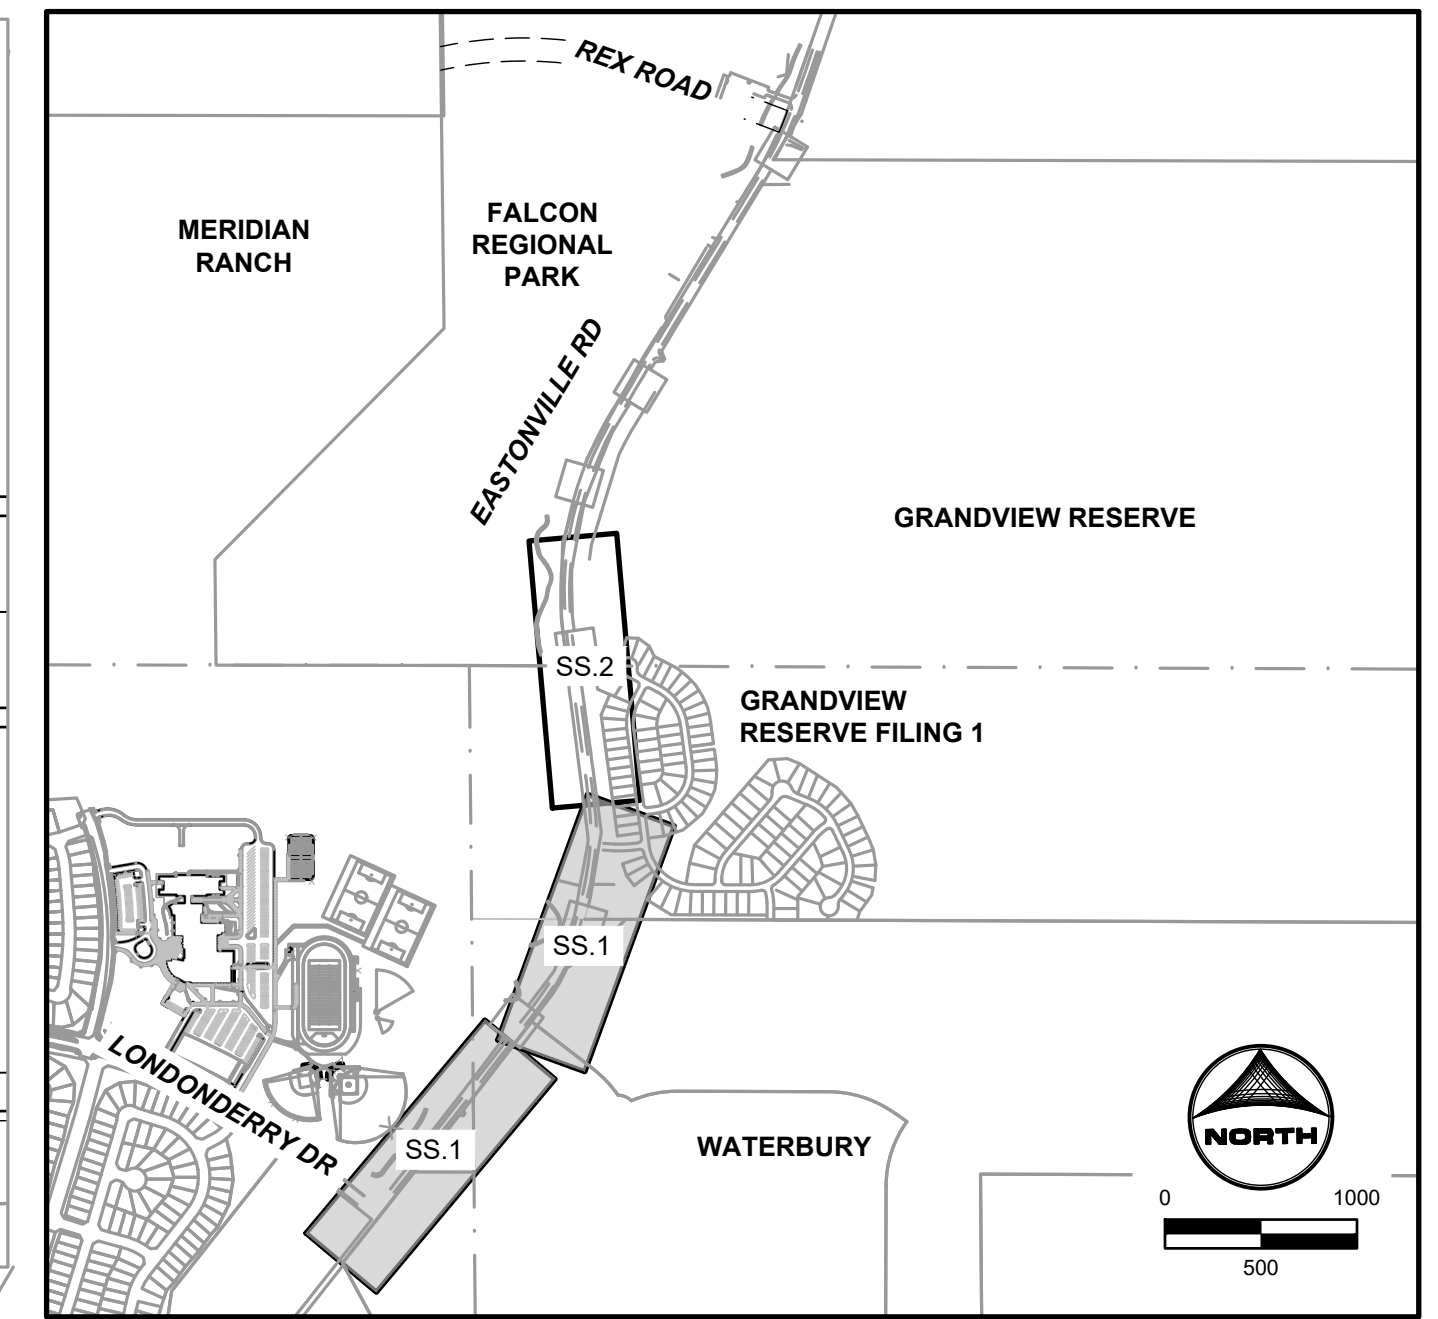 REX ROAD
MERIDIAN
RANCH
FALCON
REGIONAL
PARK
EASTONVILLE RD
GRANDVIEW RESERVE
SS.2
GRANDVIEW
RESERVE FILING 1
SS.1
LONDONDERRY DR
SS.1
WATERBURY
NORTH
0 1000
500